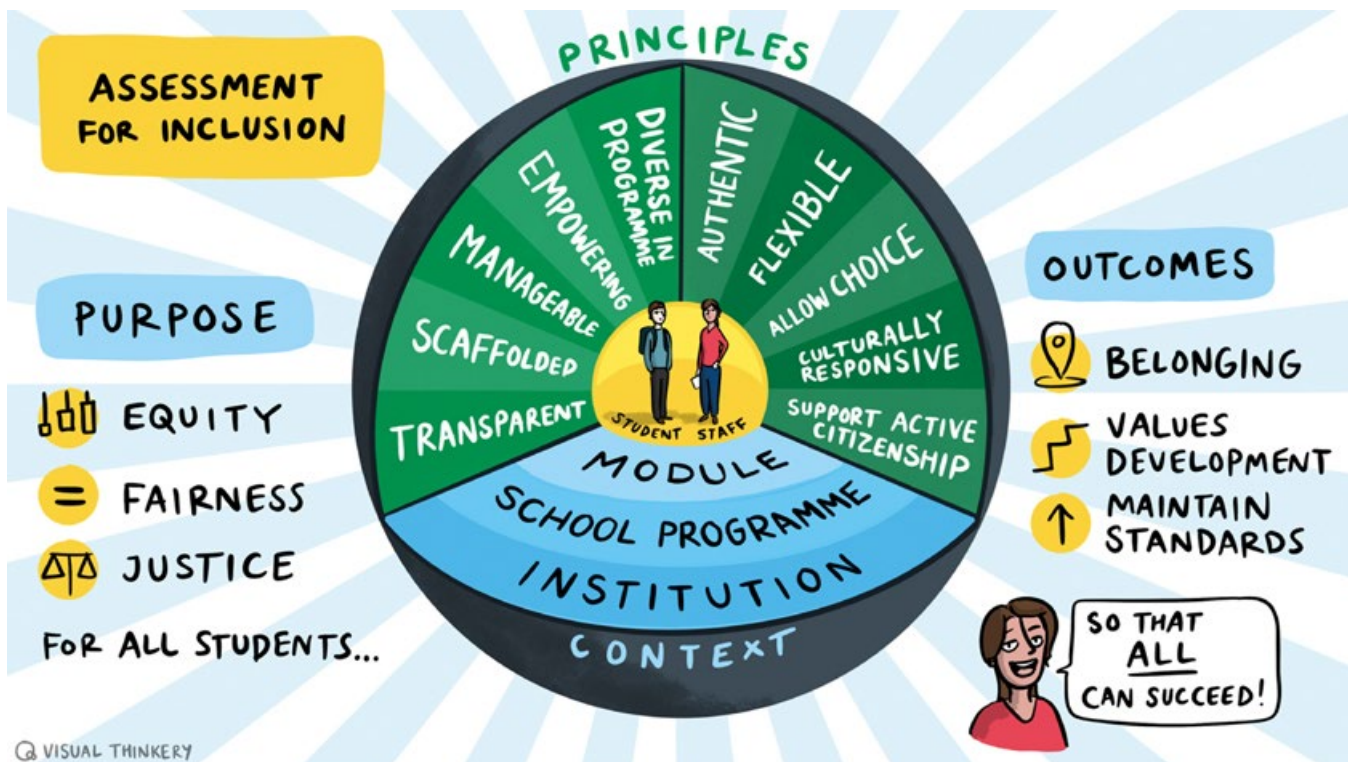 ASSESSMENT
FOR INCLUSION
PURPOSE
EQUITY
FAIRNESS
JUSTICE
FOR ALL STUDENTS...
PRINCIPLES
TRANSPARENT
SCAFFOLDED
MANAGEABLE
EMPOWERING
DIVERSE IN
PROGRAMME
AUTHENTIC
FLEXIBLE
ALLOW CHOICE
CULTURALLY
RESPONSIVE
SUPPORT ACTIVE
CITIZENSHIP
STUDENT STAFF
MODULE
SCHOOL PROGRAMME
INSTITUTION
CONTEXT
OUTCOMES
BELONGING
VALUES
DEVELOPMENT
MAINTAIN
STANDARDS
SO THAT
ALL
CAN SUCCEED!
VISUAL THINKERY